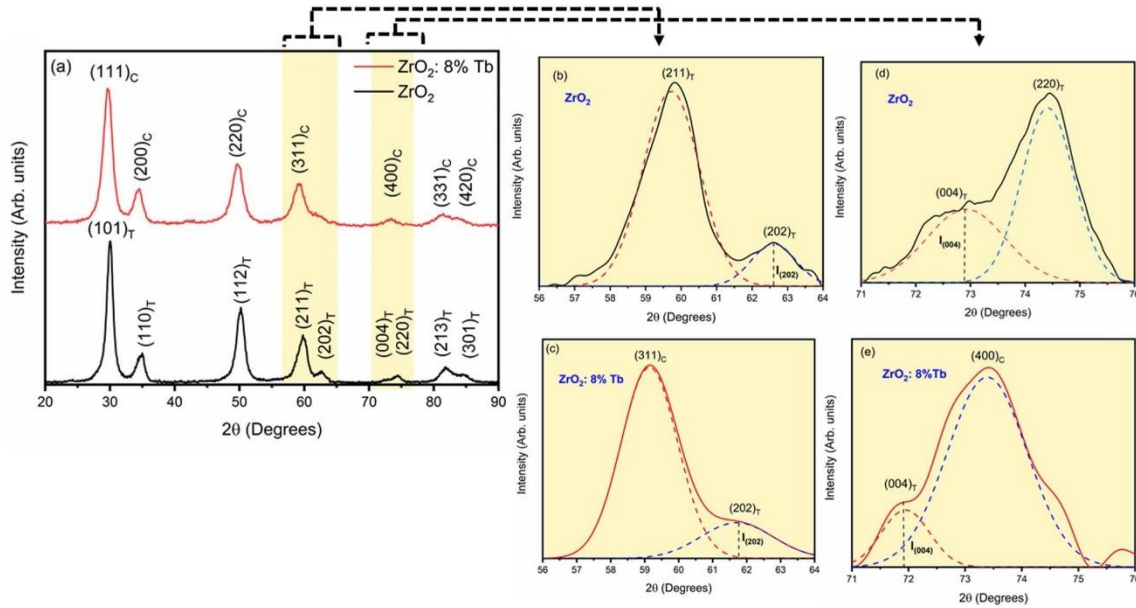 (a)
ZrO₂: 8% Tb
ZrO₂
(111)C
(200)C
(220)C
(311)C
(400)C
(331)C
(420)C
(101)T
(110)T
(112)T
(211)T
(202)T
(004)T
(220)T
(213)T
(301)T
Intensity (Arb. units)
20 30 40 50 60 70 80 90
2θ (Degrees)
(b)
ZrO₂
(211)T
(202)T
I(202)
Intensity (Arb. units)
56 57 58 59 60 61 62 63 64
2θ (Degrees)
(d)
ZrO₂
(220)T
(004)T
I(004)
Intensity (Arb. units)
71 72 73 74 75 76
2θ (Degrees)
(c)
ZrO₂: 8% Tb
(311)C
(202)T
I(202)
Intensity (Arb. units)
56 57 58 59 60 61 62 63 64
2θ (Degrees)
(e)
ZrO₂: 8%Tb
(400)C
(004)T
I(004)
Intensity (Arb. units)
71 72 73 74 75 76
2θ (Degrees)